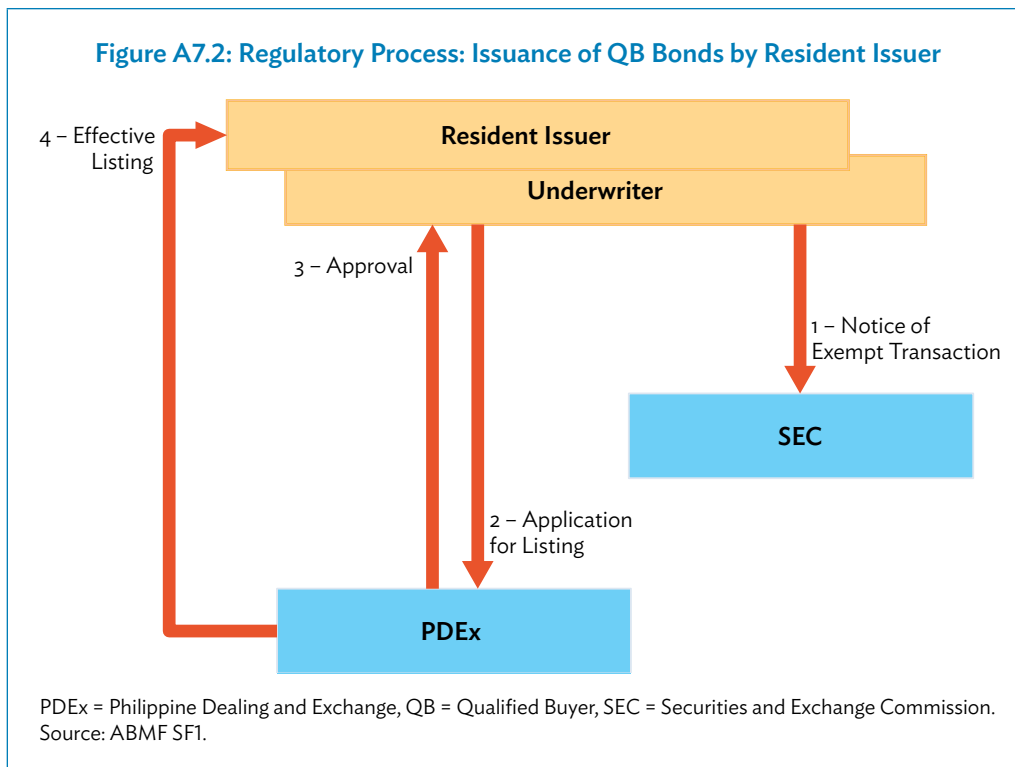 Figure A7.2: Regulatory Process: Issuance of QB Bonds by Resident Issuer
4 – Effective
Listing
Resident Issuer
Underwriter
3 – Approval
1 – Notice of
Exempt Transaction
SEC
2 – Application
for Listing
PDEx
PDEx = Philippine Dealing and Exchange, QB = Qualified Buyer, SEC = Securities and Exchange Commission.
Source: ABMF SF1.